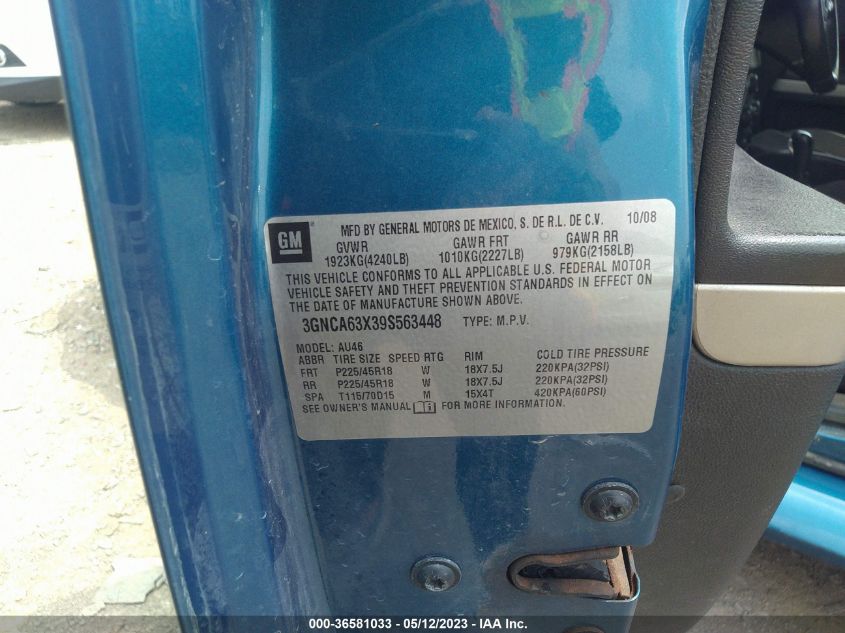 GM
MFD BY GENERAL MOTORS DE MEXICO, S. DE R.L. DE C.V. 10/08
GVWR GAWR FRT GAWR RR
1923KG(4240LB) 1010KG(2227LB) 979KG(2158LB)
THIS VEHICLE CONFORMS TO ALL APPLICABLE U.S. FEDERAL MOTOR
VEHICLE SAFETY AND THEFT PREVENTION STANDARDS IN EFFECT ON
THE DATE OF MANUFACTURE SHOWN ABOVE.
3GNCA63X39S563448 TYPE: M.P.V.
MODEL: AU46
ABBR TIRE SIZE SPEED RTG RIM COLD TIRE PRESSURE
FRT P225/45R18 W 18X7.5J 220KPA(32PSI)
RR P225/45R18 W 18X7.5J 220KPA(32PSI)
SPA T115/70D15 M 15X4T 420KPA(60PSI)
SEE OWNER'S MANUAL FOR MORE INFORMATION.
000-36581033 - 05/12/2023 - IAAI.com